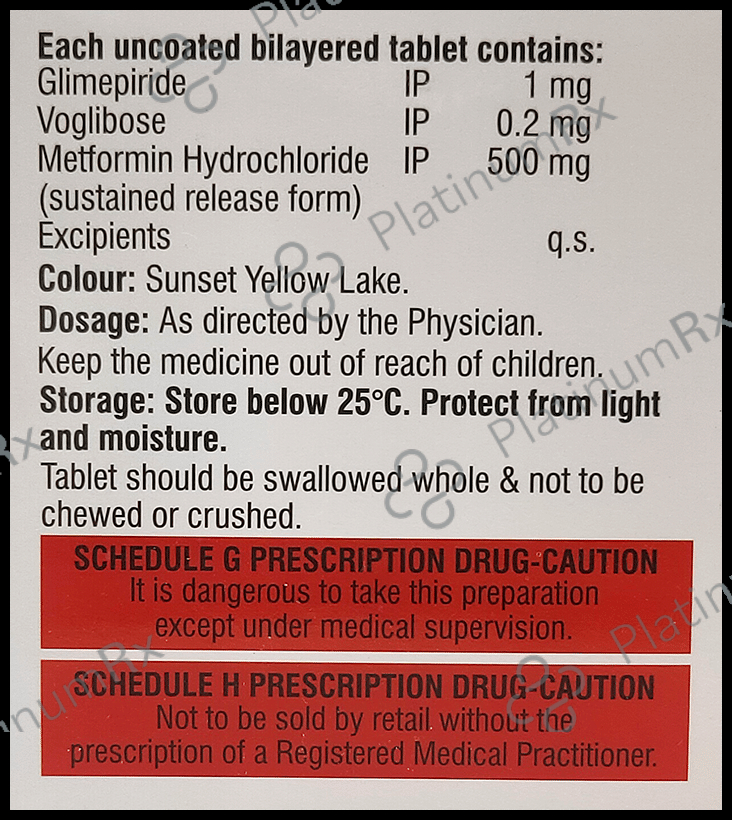 Each uncoated bilayered tablet contains:
Glimepiride IP 1 mg
Voglibose IP 0.2 mg
Metformin Hydrochloride IP 500 mg
(sustained release form)
Excipients q.s.
Colour: Sunset Yellow Lake.
Dosage: As directed by the Physician.
Keep the medicine out of reach of children.
Storage: Store below 25°C. Protect from light
and moisture.
Tablet should be swallowed whole & not to be
chewed or crushed.
SCHEDULE G PRESCRIPTION DRUG-CAUTION
It is dangerous to take this preparation
except under medical supervision.
SCHEDULE H PRESCRIPTION DRUG-CAUTION
Not to be sold by retail without the
prescription of a Registered Medical Practitioner.
PlatinumRx
PlatinumRx